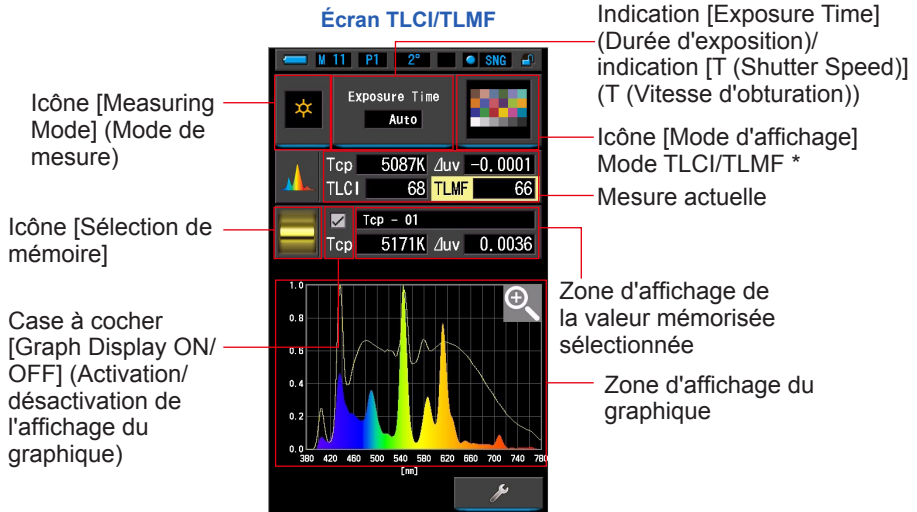 Écran TLCI/TLMF
Indication [Exposure Time]
(Durée d'exposition)/
indication [T (Shutter Speed)]
(T (Vitesse d'obturation))
Icône [Measuring
Mode] (Mode de
mesure)
Icône [Mode d'affichage]
Mode TLCI/TLMF *
Mesure actuelle
Icône [Sélection de
mémoire]
Zone d'affichage de
la valeur mémorisée
sélectionnée
Case à cocher
[Graph Display ON/
OFF] (Activation/
désactivation de
l'affichage du
graphique)
Zone d'affichage du
graphique
M 11 P1 2° SNG
Exposure Time
Auto
Tcp 5087K ⊿uv -0.0001
TLCI 68 TLMF 66
Tcp - 01
Tcp 5171K ⊿uv 0.0036
1.0
0.8
0.6
0.4
0.2
0.0
380 420 460 500 540 580 620 660 700 740 780
[nm]